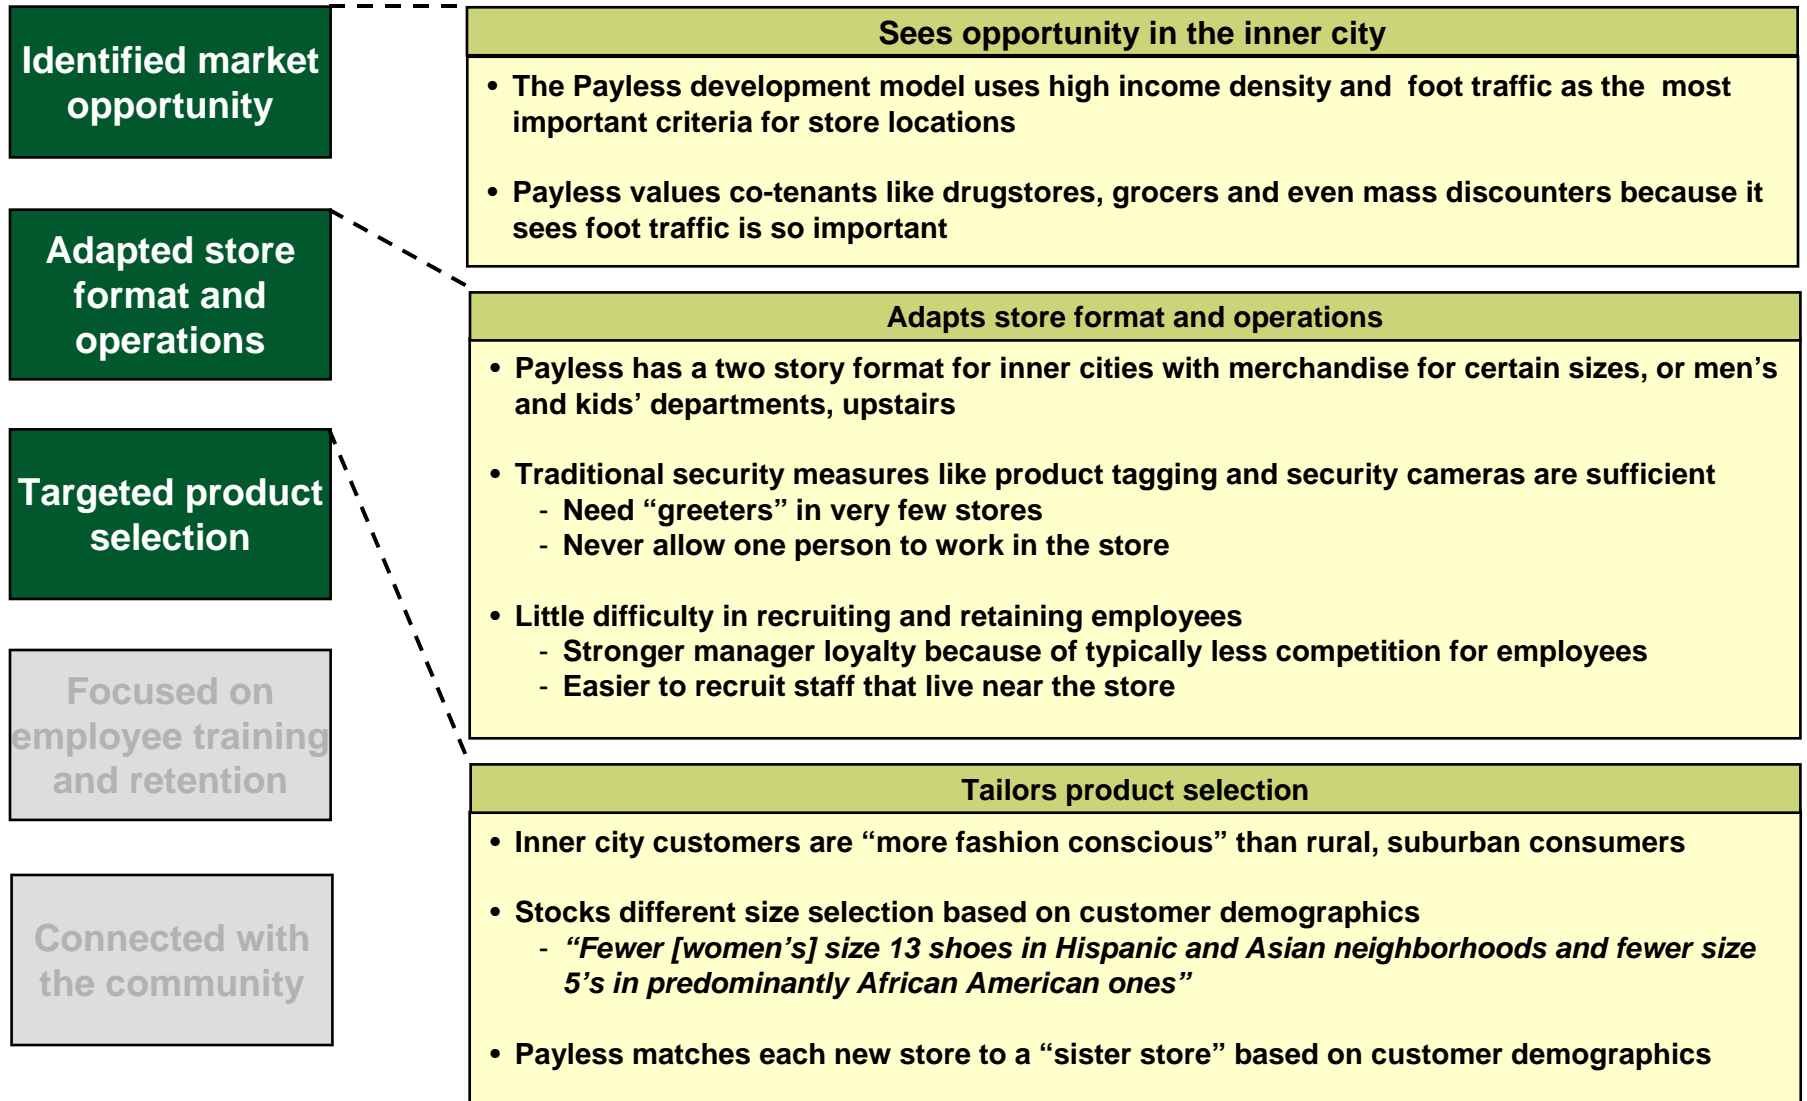 Identified market
opportunity
Adapted store
format and
operations
Targeted product
selection
Focused on
employee training
and retention
Connected with
the community
Sees opportunity in the inner city
• The Payless development model uses high income density and  foot traffic as the  most
important criteria for store locations
• Payless values co-tenants like drugstores, grocers and even mass discounters because it
sees foot traffic is so important
Adapts store format and operations
• Payless has a two story format for inner cities with merchandise for certain sizes, or men’s
and kids’ departments, upstairs
• Traditional security measures like product tagging and security cameras are sufficient
- Need “greeters” in very few stores
- Never allow one person to work in the store
• Little difficulty in recruiting and retaining employees
- Stronger manager loyalty because of typically less competition for employees
- Easier to recruit staff that live near the store
Tailors product selection
• Inner city customers are “more fashion conscious” than rural, suburban consumers
• Stocks different size selection based on customer demographics
- “Fewer [women’s] size 13 shoes in Hispanic and Asian neighborhoods and fewer size
5’s in predominantly African American ones”
• Payless matches each new store to a “sister store” based on customer demographics